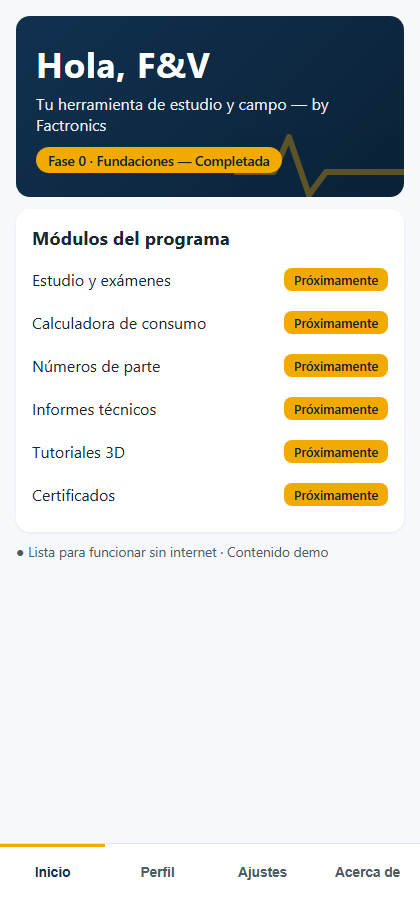 Hola, F&V
Tu herramienta de estudio y campo — by
Factronics
Fase 0 · Fundaciones — Completada
Módulos del programa
Estudio y exámenes
Próximamente
Calculadora de consumo
Próximamente
Números de parte
Próximamente
Informes técnicos
Próximamente
Tutoriales 3D
Próximamente
Certificados
Próximamente
● Lista para funcionar sin internet · Contenido demo
Inicio
Perfil
Ajustes
Acerca de